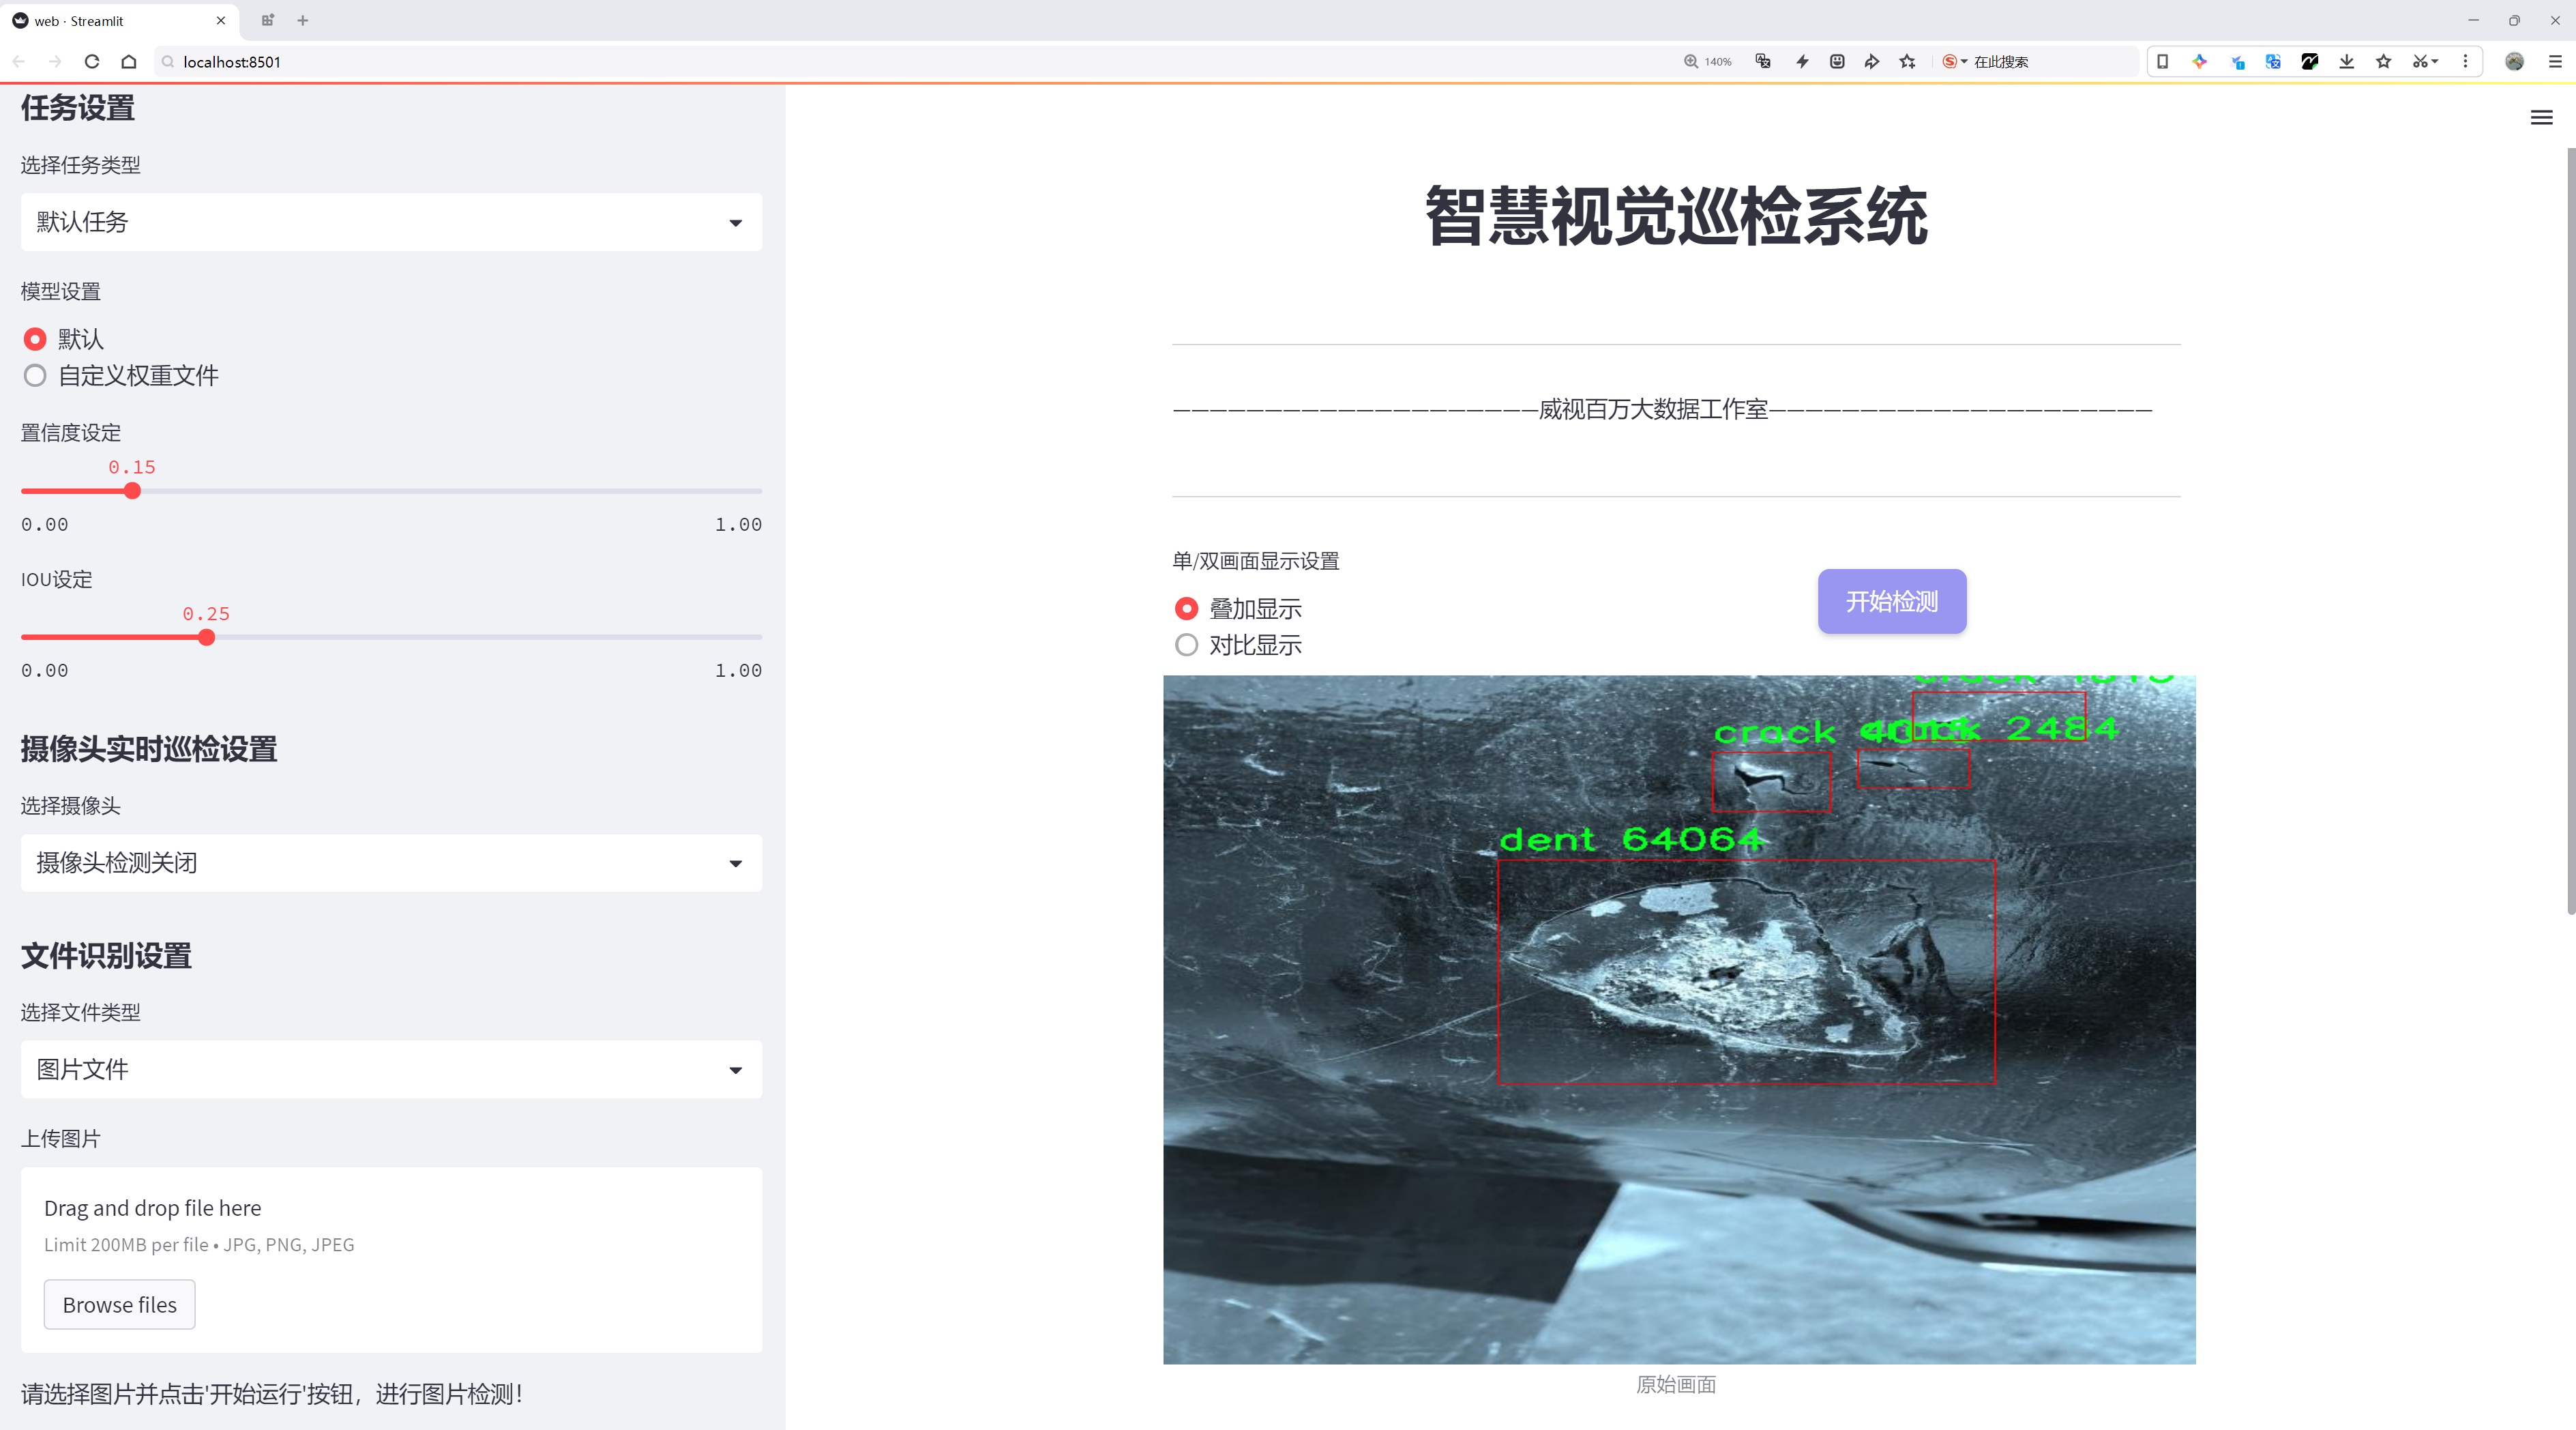 web · Streamlit
localhost:8501
140%
在此搜索
任务设置
选择任务类型
默认任务
模型设置
默认
自定义权重文件
置信度设定
0.15
0.00
1.00
IOU设定
0.25
0.00
1.00
摄像头实时巡检设置
选择摄像头
摄像头检测关闭
文件识别设置
选择文件类型
图片文件
上传图片
Drag and drop file here
Limit 200MB per file • JPG, PNG, JPEG
Browse files
请选择图片并点击'开始运行'按钮，进行图片检测！
智慧视觉巡检系统
————————————————————威视百万大数据工作室—————————————————————
单/双画面显示设置
叠加显示
对比显示
开始检测
crack
2484
dent 64064
原始画面